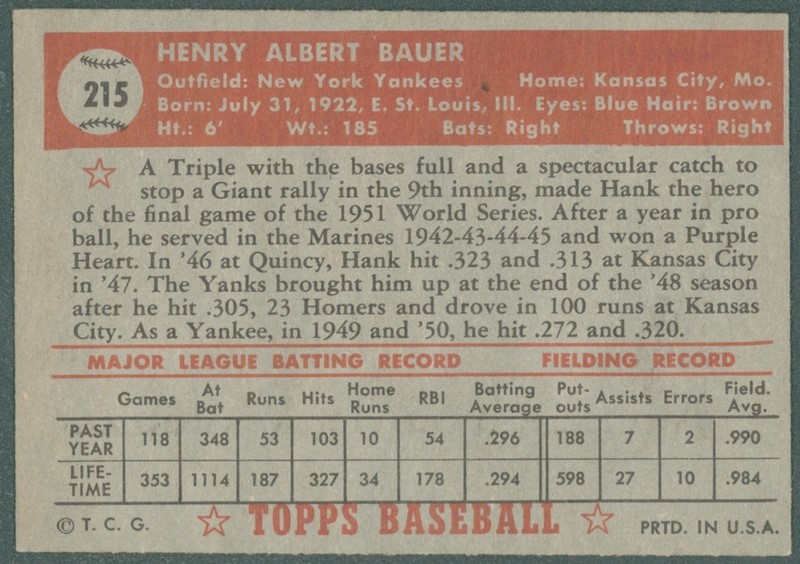 215
HENRY ALBERT BAUER
Outfield: New York Yankees Home: Kansas City, Mo.
Born: July 31, 1922, E. St. Louis, Ill. Eyes: Blue Hair: Brown
Ht.: 6' Wt.: 185 Bats: Right Throws: Right
A Triple with the bases full and a spectacular catch to
stop a Giant rally in the 9th inning, made Hank the hero
of the final game of the 1951 World Series. After a year in pro
ball, he served in the Marines 1942-43-44-45 and won a Purple
Heart. In '46 at Quincy, Hank hit .323 and .313 at Kansas City
in '47. The Yanks brought him up at the end of the '48 season
after he hit .305, 23 Homers and drove in 100 runs at Kansas
City. As a Yankee, in 1949 and '50, he hit .272 and .320.
MAJOR LEAGUE BATTING RECORD FIELDING RECORD
Games At Bat Runs Hits Home Runs RBI Batting Average Put-outs Assists Errors Field. Avg.
PAST YEAR 118 348 53 103 10 54 .296 188 7 2 .990
LIFE-TIME 353 1114 187 327 34 178 .294 598 27 10 .984
© T. C. G. TOPPS BASEBALL PRTD. IN U.S.A.